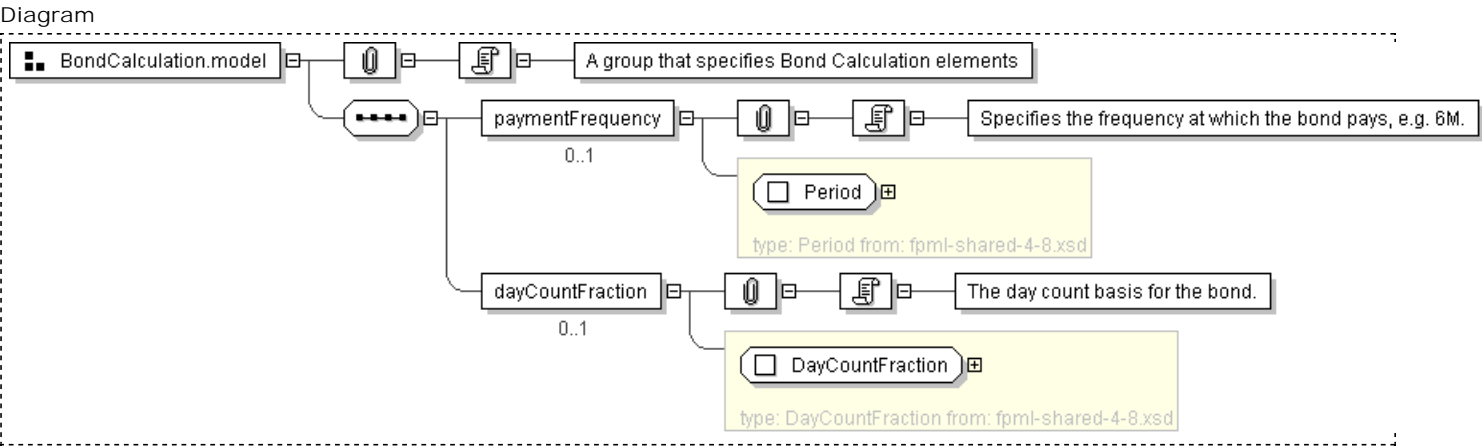 Diagram
BondCalculation.model
A group that specifies Bond Calculation elements
paymentFrequency
Specifies the frequency at which the bond pays, e.g. 6M.
0..1
Period
type: Period from: fpml-shared-4-8.xsd
dayCountFraction
The day count basis for the bond.
0..1
DayCountFraction
type: DayCountFraction from: fpml-shared-4-8.xsd